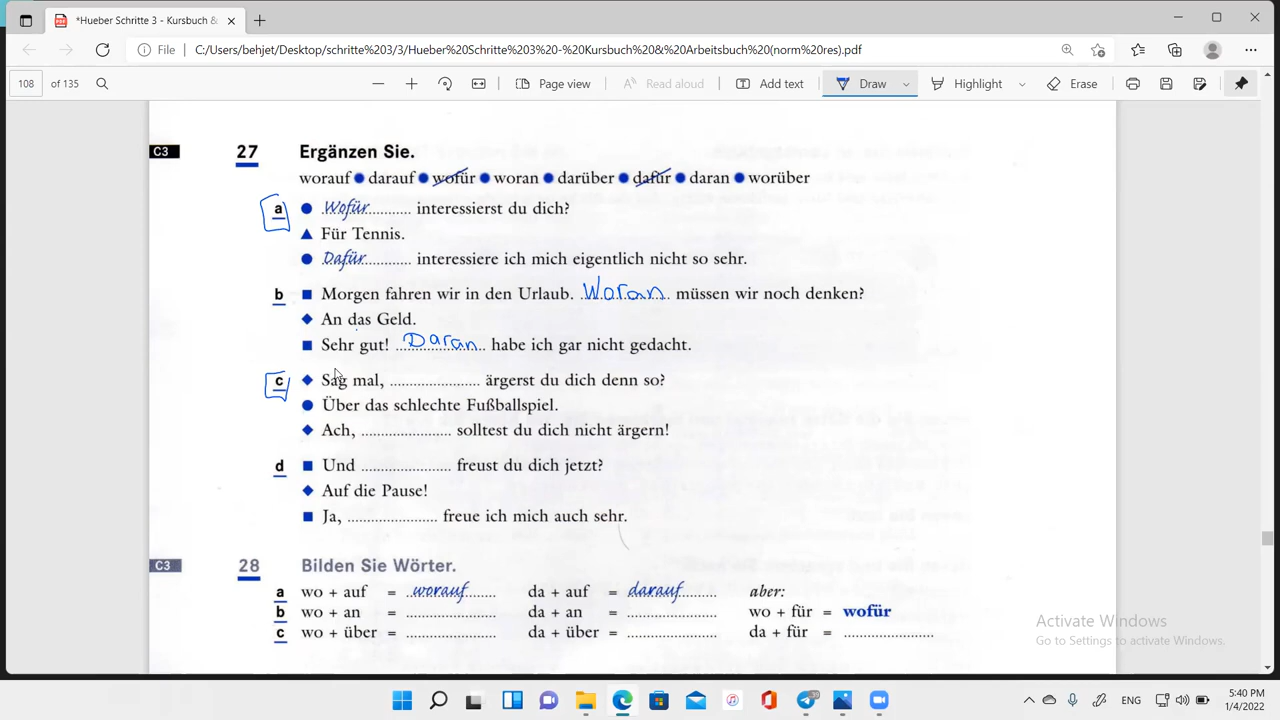 *Hueber Schritte 3 - Kursbuch &
File C:/Users/behjet/Desktop/schritte%203/3/Hueber%20Schritte%203%20-%20Kursbuch%20&%20Arbeitsbuch%20(norm%20res).pdf
108 of 135 Page view Read aloud Add text Draw Highlight Erase
C3 27 Ergänzen Sie.
worauf ● darauf ● wofür ● woran ● darüber ● dafür ● daran ● worüber
a ● Wofür............ interessierst du dich?
▲ Für Tennis.
● Dafür............ interessiere ich mich eigentlich nicht so sehr.
b ■ Morgen fahren wir in den Urlaub. Woran müssen wir noch denken?
◆ An das Geld.
■ Sehr gut! Daran habe ich gar nicht gedacht.
c ◆ Sag mal, ...................... ärgerst du dich denn so?
● Über das schlechte Fußballspiel.
◆ Ach, ...................... solltest du dich nicht ärgern!
d ■ Und ...................... freust du dich jetzt?
◆ Auf die Pause!
■ Ja, ...................... freue ich mich auch sehr.
C3 28 Bilden Sie Wörter.
a wo + auf = worauf da + auf = darauf aber:
b wo + an = ...................... da + an = ...................... wo + für = wofür
c wo + über = ...................... da + über = ...................... da + für = ......................
Activate Windows
Go to Settings to activate Windows.
ENG
5:40 PM
1/4/2022